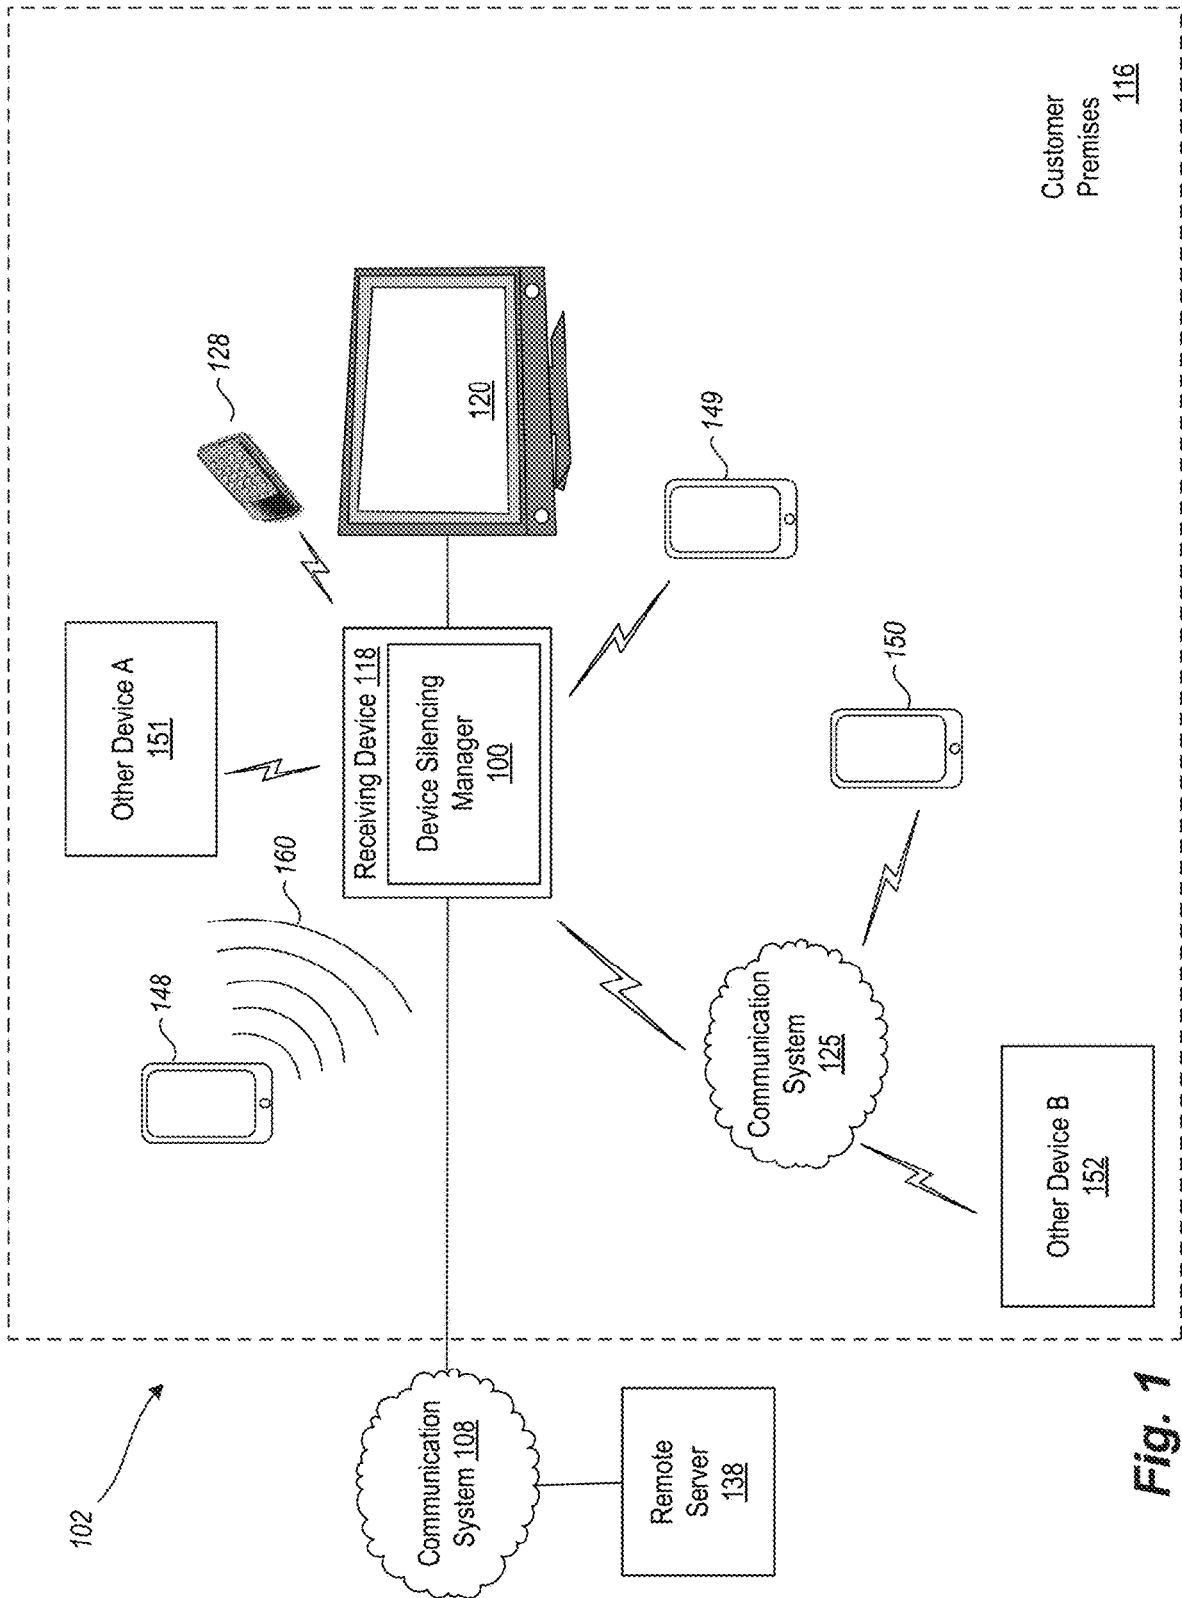 102
Communication
System 108
Remote
Server
138
148
160
Other Device A
151
128
Receiving Device 118
Device Silencing
Manager
100
120
149
150
Communication
System
125
Other Device B
152
Customer
Premises
116
Fig. 1